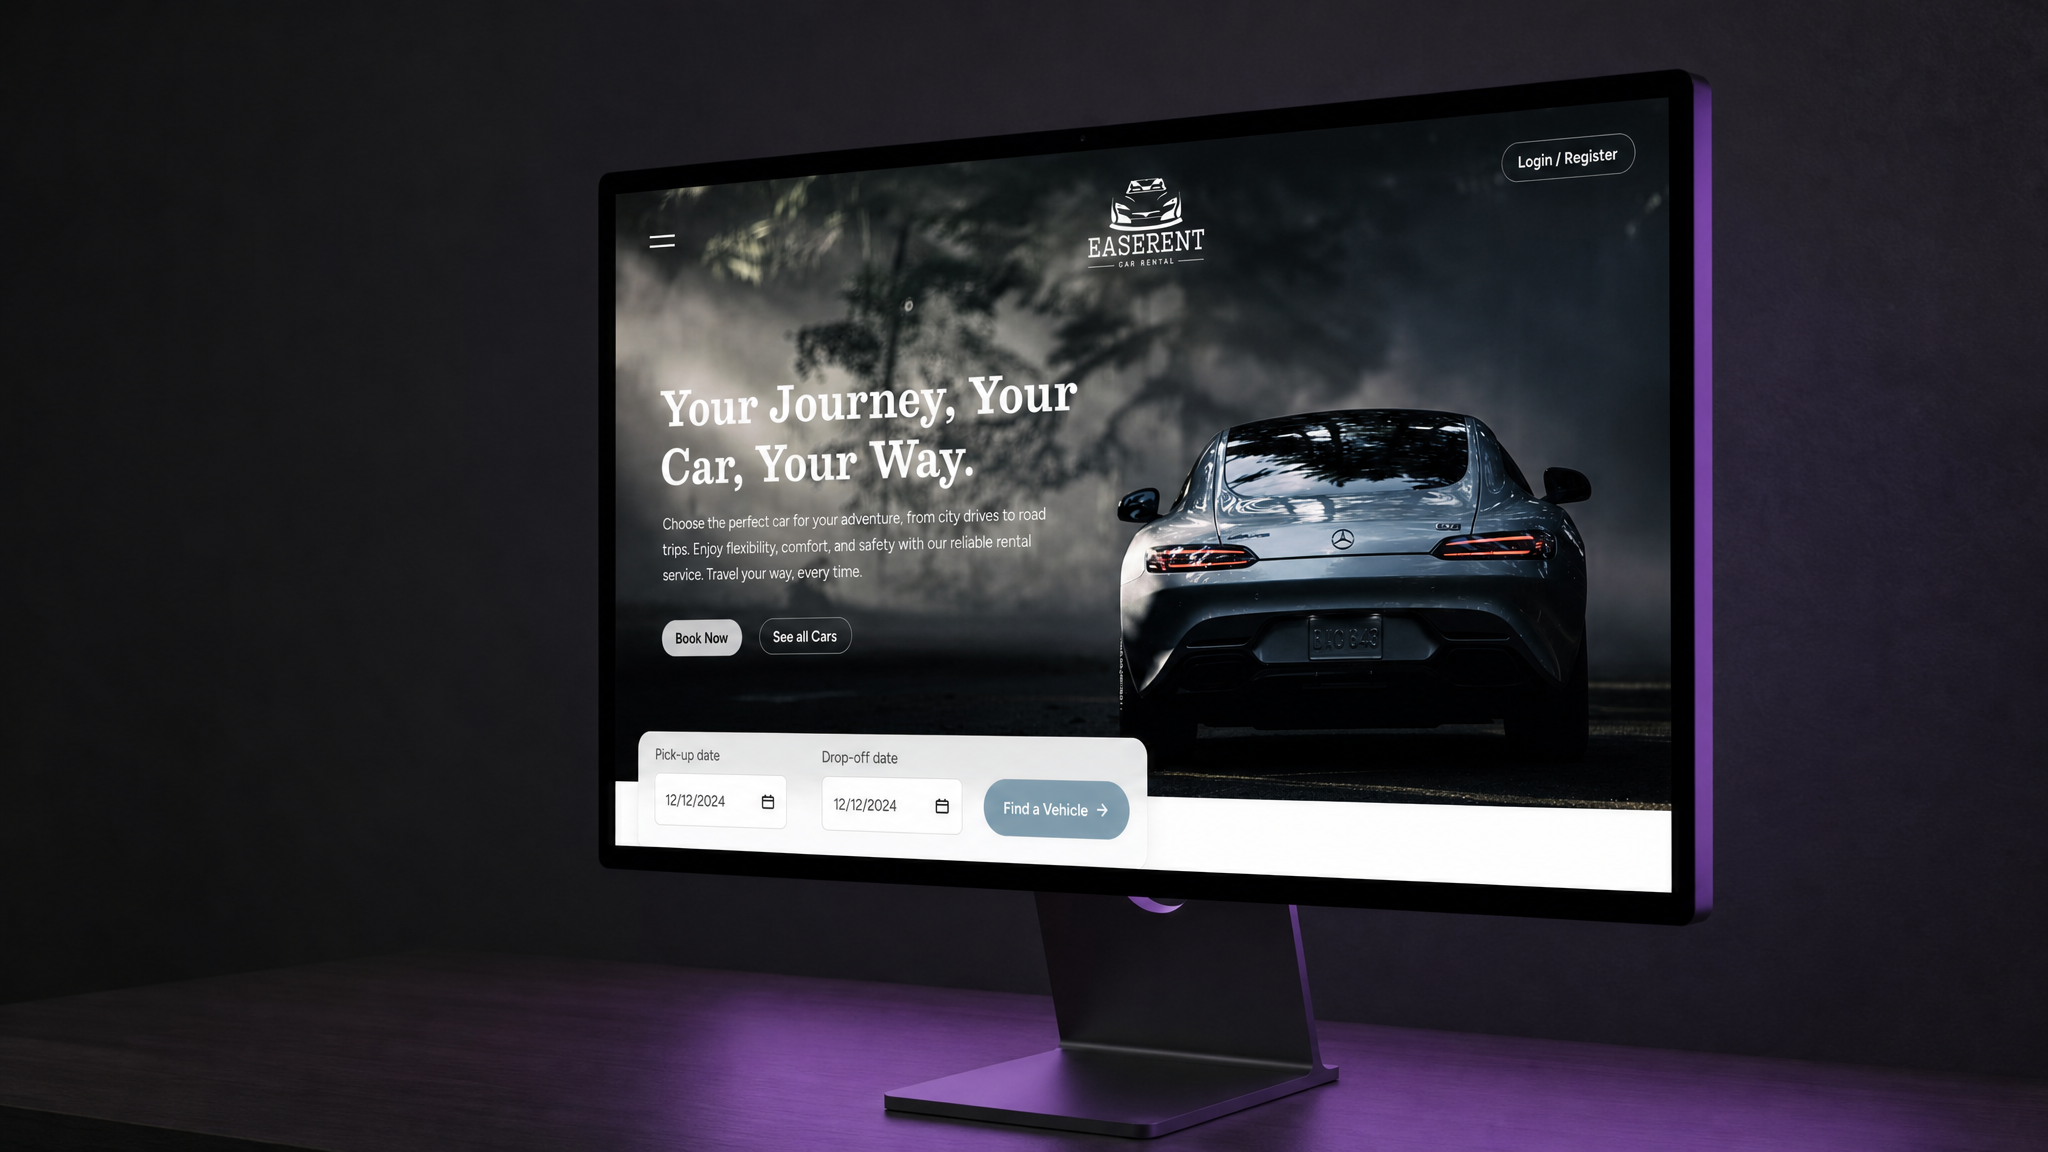 Login / Register
EASERENT
CAR RENTAL
Your Journey, Your
Car, Your Way.
Choose the perfect car for your adventure, from city drives to road
trips. Enjoy flexibility, comfort, and safety with our reliable rental
service. Travel your way, every time.
Book Now
See all Cars
Pick-up date
Drop-off date
12/12/2024
12/12/2024
Find a Vehicle →